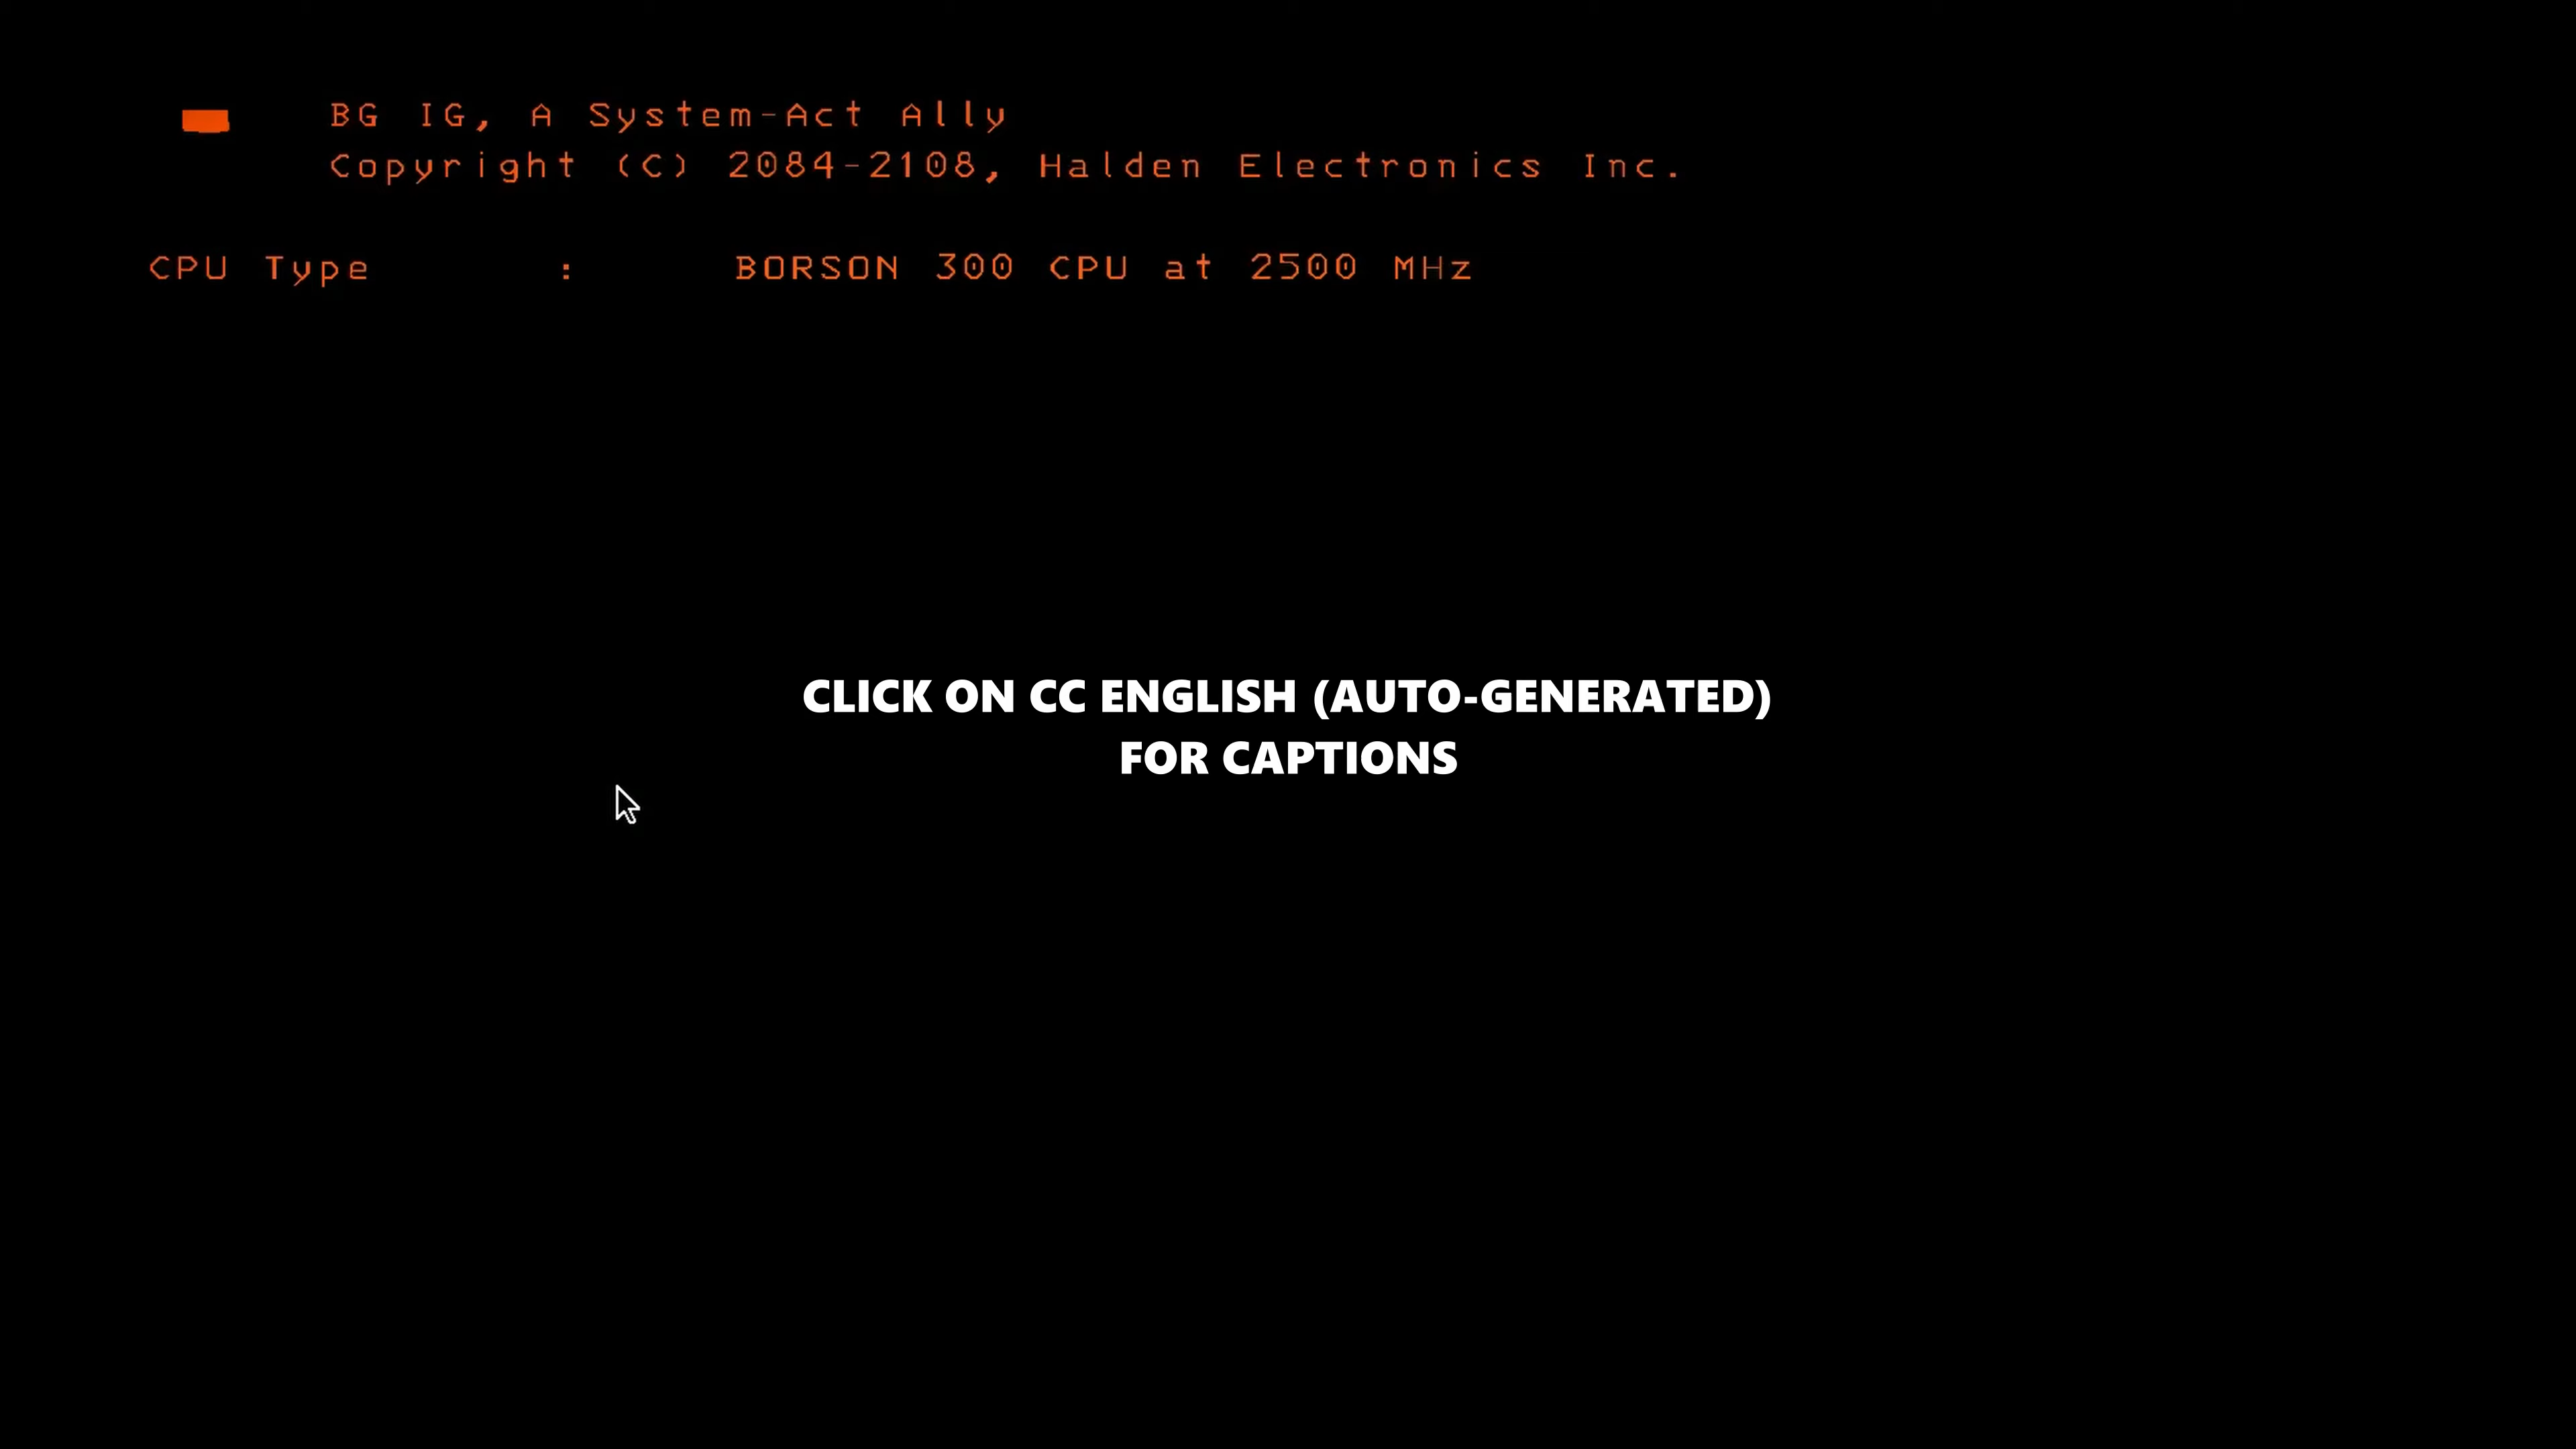 BG IG, A System-Act Ally
Copyright (C) 2084-2108, Halden Electronics Inc.
CPU Type : BORSON 300 CPU at 2500 MHz
CLICK ON CC ENGLISH (AUTO-GENERATED)
FOR CAPTIONS